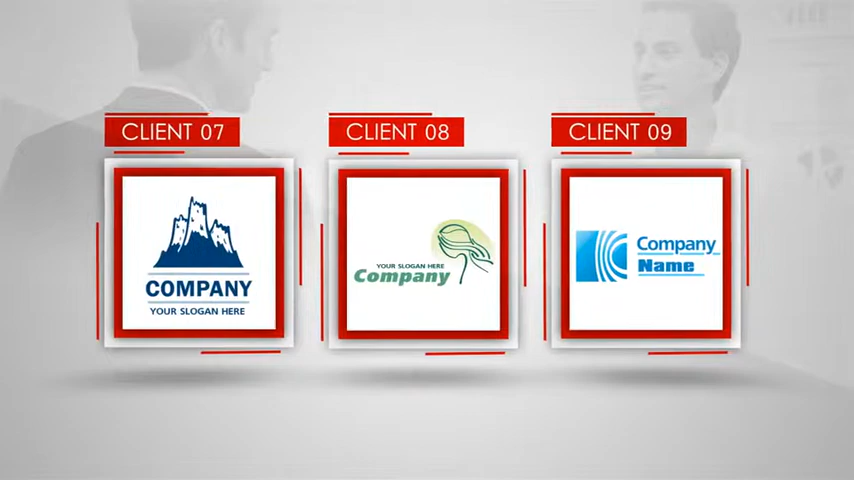 CLIENT 07
COMPANY
YOUR SLOGAN HERE
CLIENT 08
YOUR SLOGAN HERE
Company
CLIENT 09
Company
Name